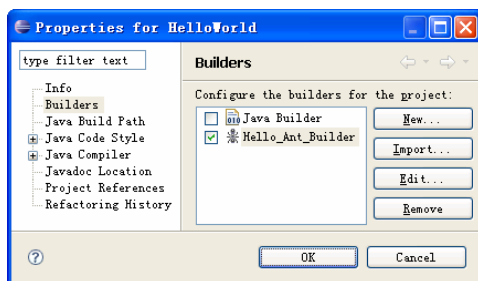 Properties for HelloWorld
type filter text
Info
Builders
Java Build Path
Java Code Style
Java Compiler
Javadoc Location
Project References
Refactoring History
Builders
Configure the builders for the project:
Java Builder
Hello_Ant_Builder
New...
Import...
Edit...
Remove
OK
Cancel